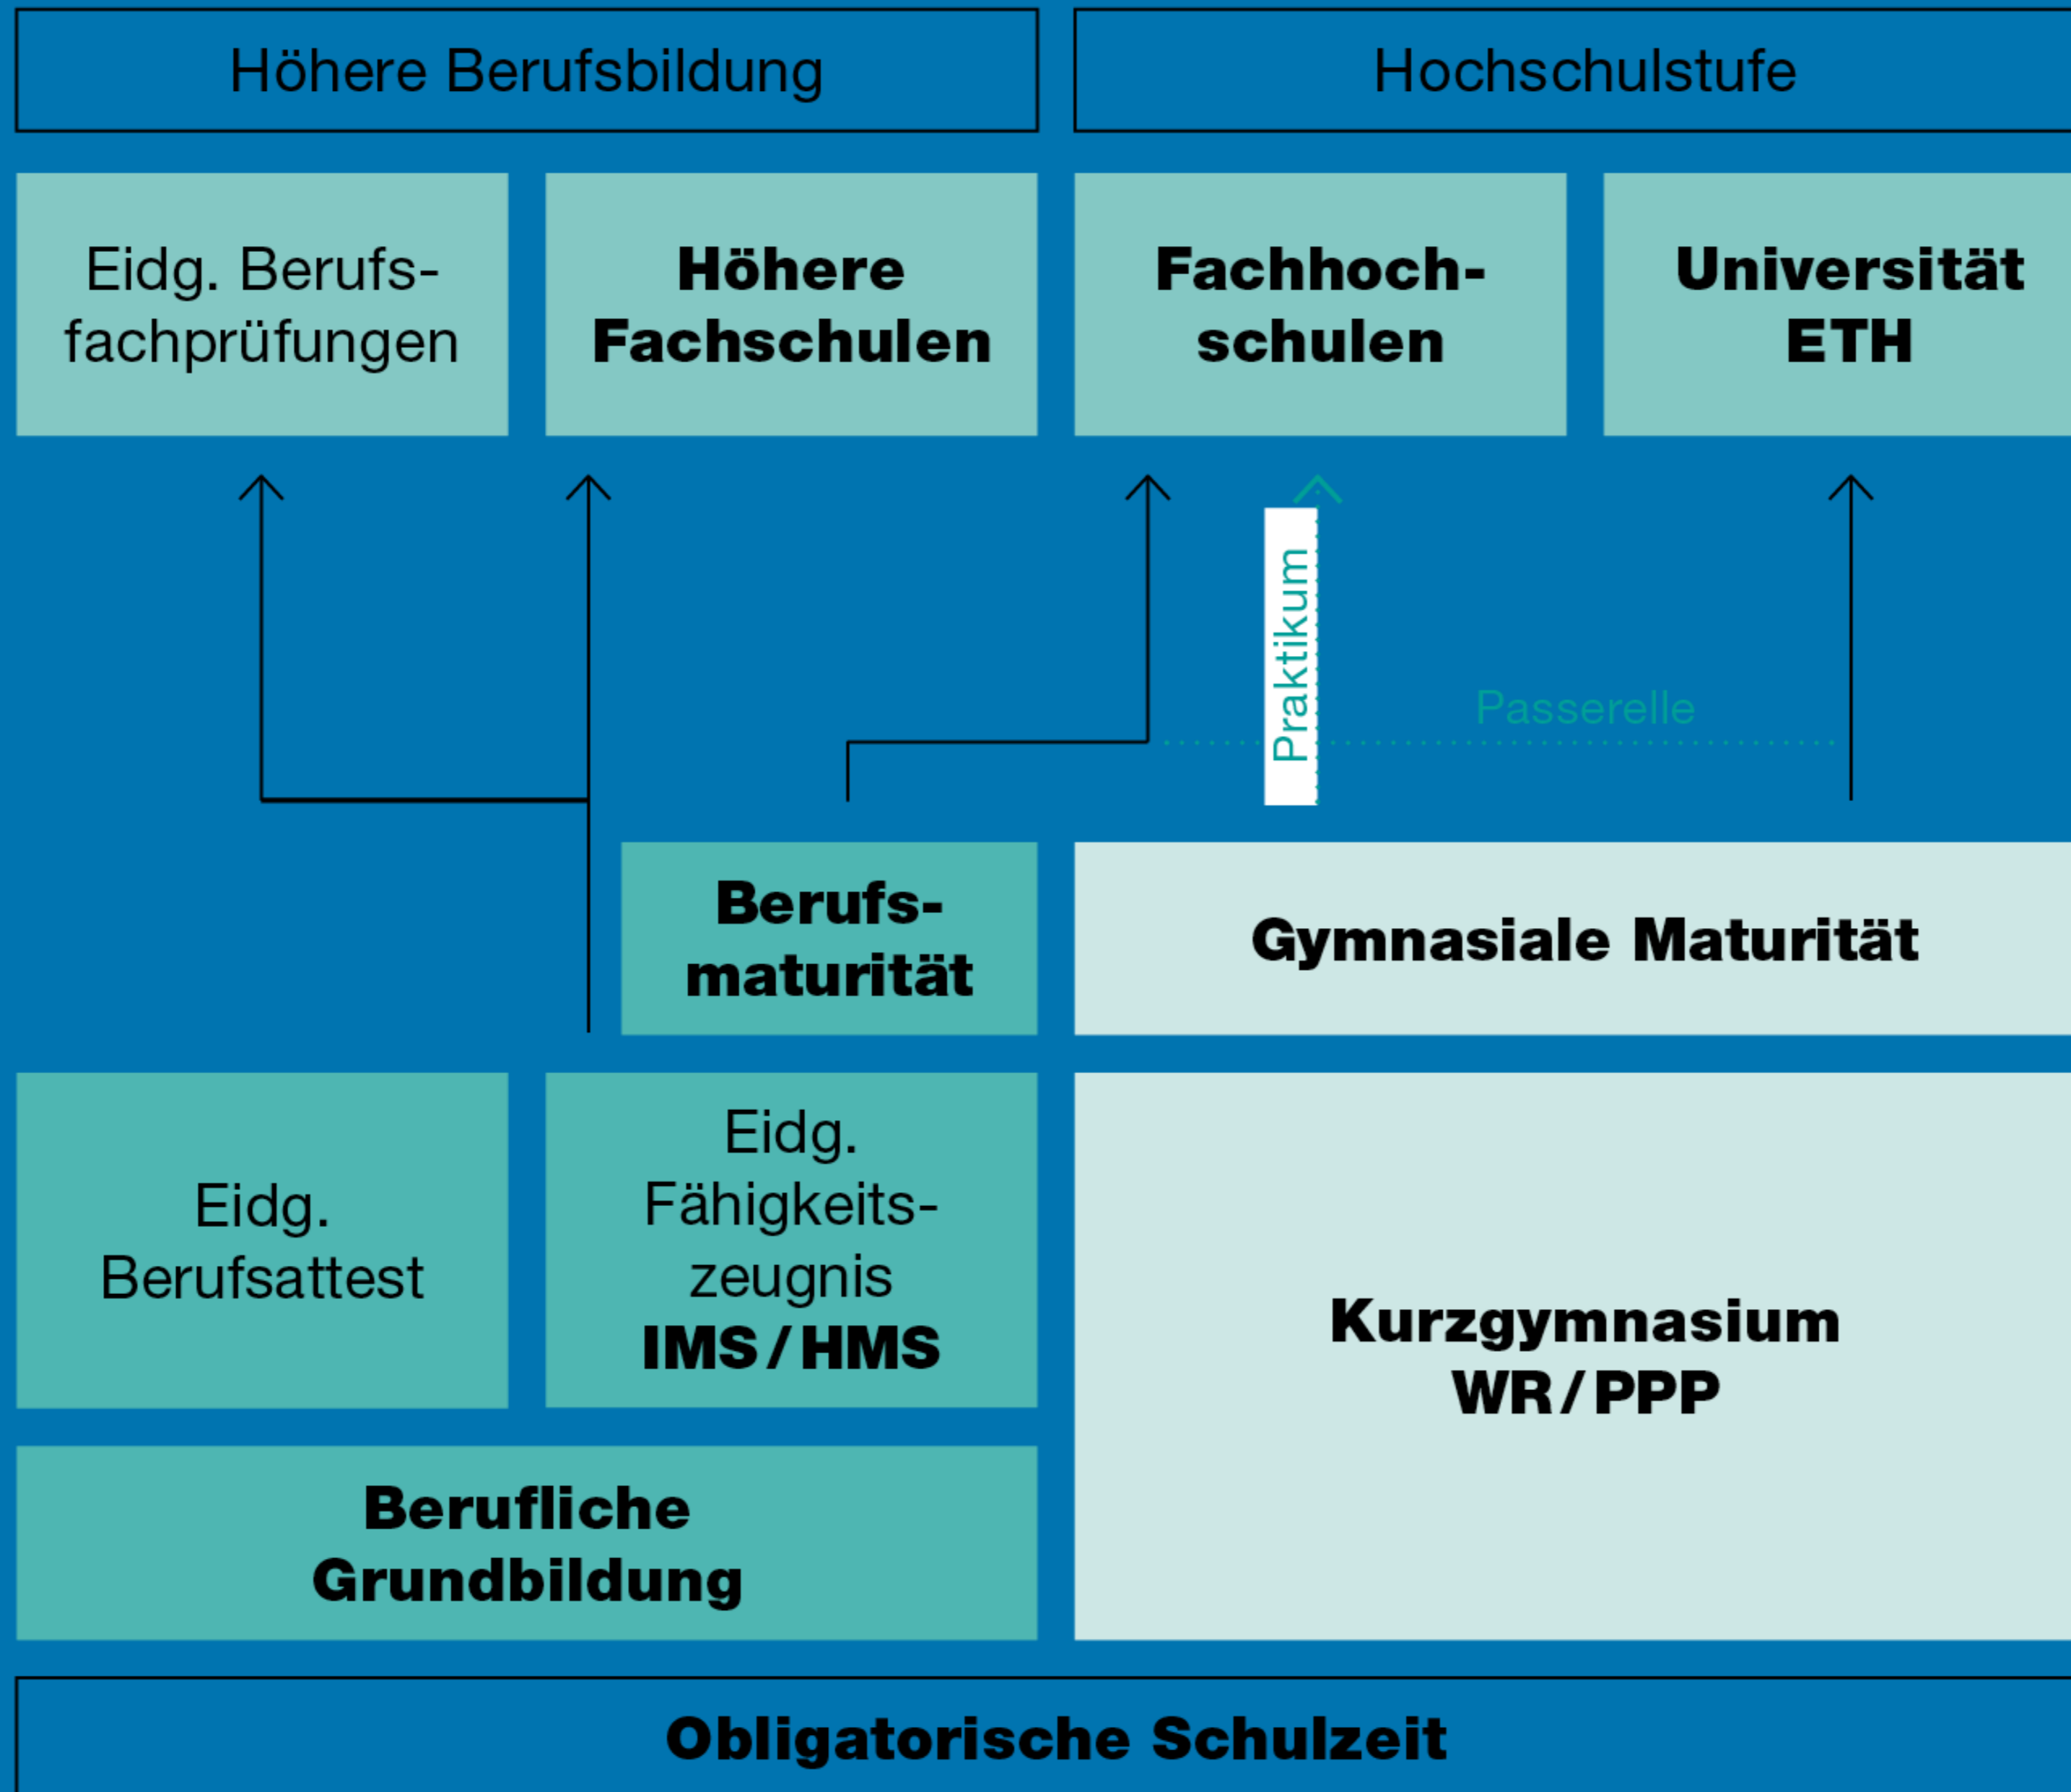 Höhere Berufsbildung
Hochschulstufe
Eidg. Berufs-
fachprüfungen
Höhere
Fachschulen
Fachhoch-
schulen
Universität
ETH
Praktikum
Passerelle
Berufs-
maturität
Gymnasiale Maturität
Eidg.
Berufsattest
Eidg.
Fähigkeits-
zeugnis
IMS / HMS
Kurzgymnasium
WR / PPP
Berufliche
Grundbildung
Obligatorische Schulzeit